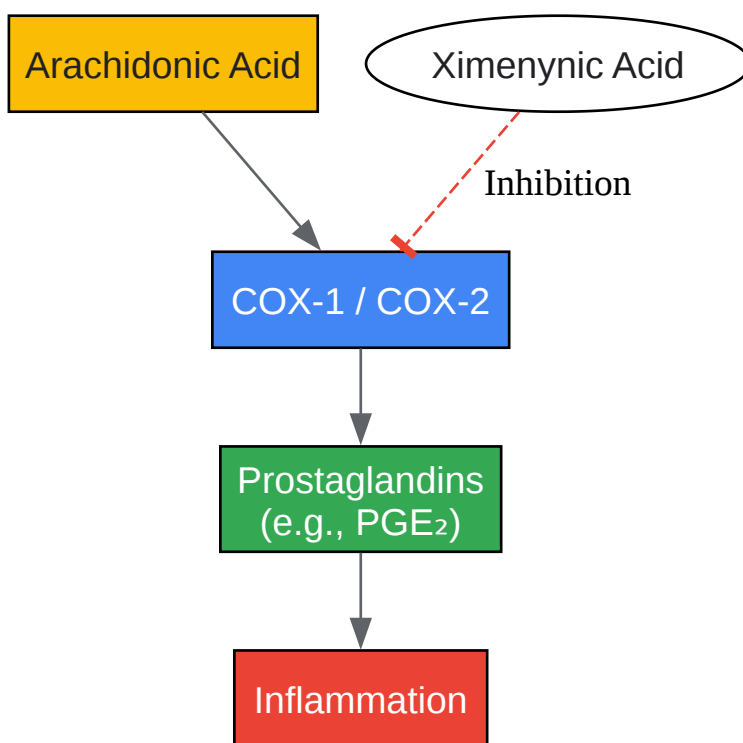 Arachidonic Acid
Ximenynic Acid
Inhibition
COX-1 / COX-2
Prostaglandins
(e.g., PGE₂)
Inflammation